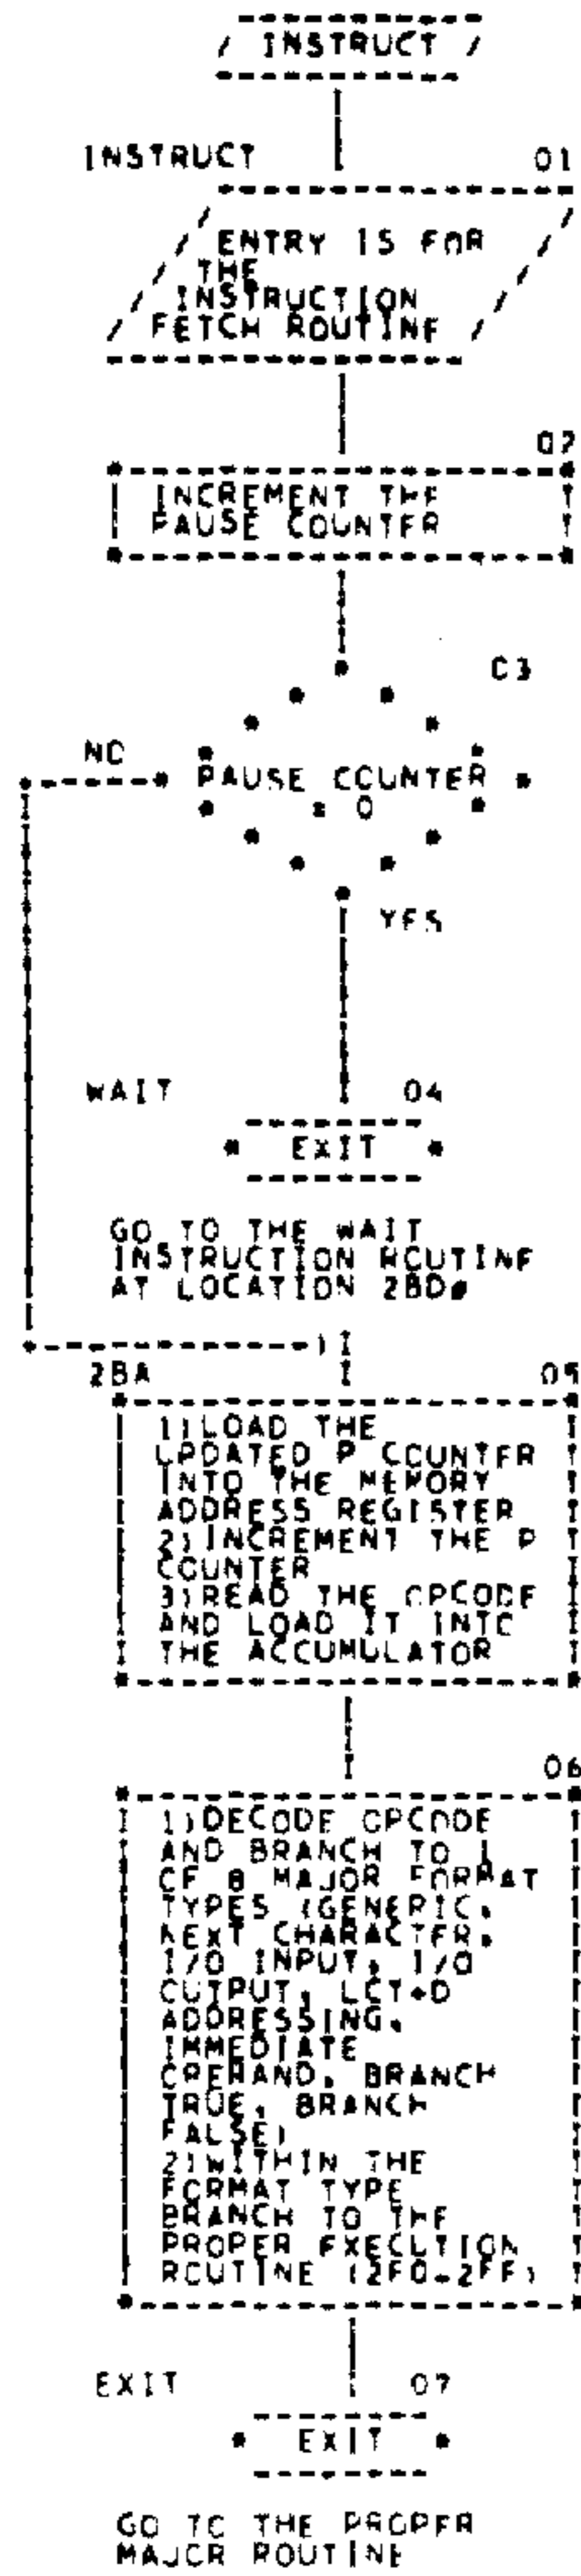 / INSTRUCT /
INSTRUCT 01
ENTRY IS FOR
THE
INSTRUCTION
FETCH ROUTINE
02
INCREMENT THE
PAUSE COUNTER
03
NO
PAUSE COUNTER
= 0
YES
WAIT 04
EXIT
GO TO THE WAIT
INSTRUCTION ROUTINE
AT LOCATION 2BD.
2BA 05
1)LOAD THE
UPDATED P COUNTER
INTO THE MEMORY
ADDRESS REGISTER
2)INCREMENT THE P
COUNTER
3)READ THE OPCODE
AND LOAD IT INTO
THE ACCUMULATOR
06
1)DECODE OPCODE
AND BRANCH TO 1
OF 8 MAJOR FORMAT
TYPES (GENERIC,
NEXT CHARACTER,
I/O INPUT, I/O
OUTPUT, LCT+D
ADDRESSING,
IMMEDIATE
OPERAND, BRANCH
TRUE, BRANCH
FALSE)
2)WITHIN THE
FORMAT TYPE
BRANCH TO THE
PROPER EXECUTION
ROUTINE (2F0-2FF)
EXIT 07
EXIT
GO TO THE PROPER
MAJOR ROUTINE